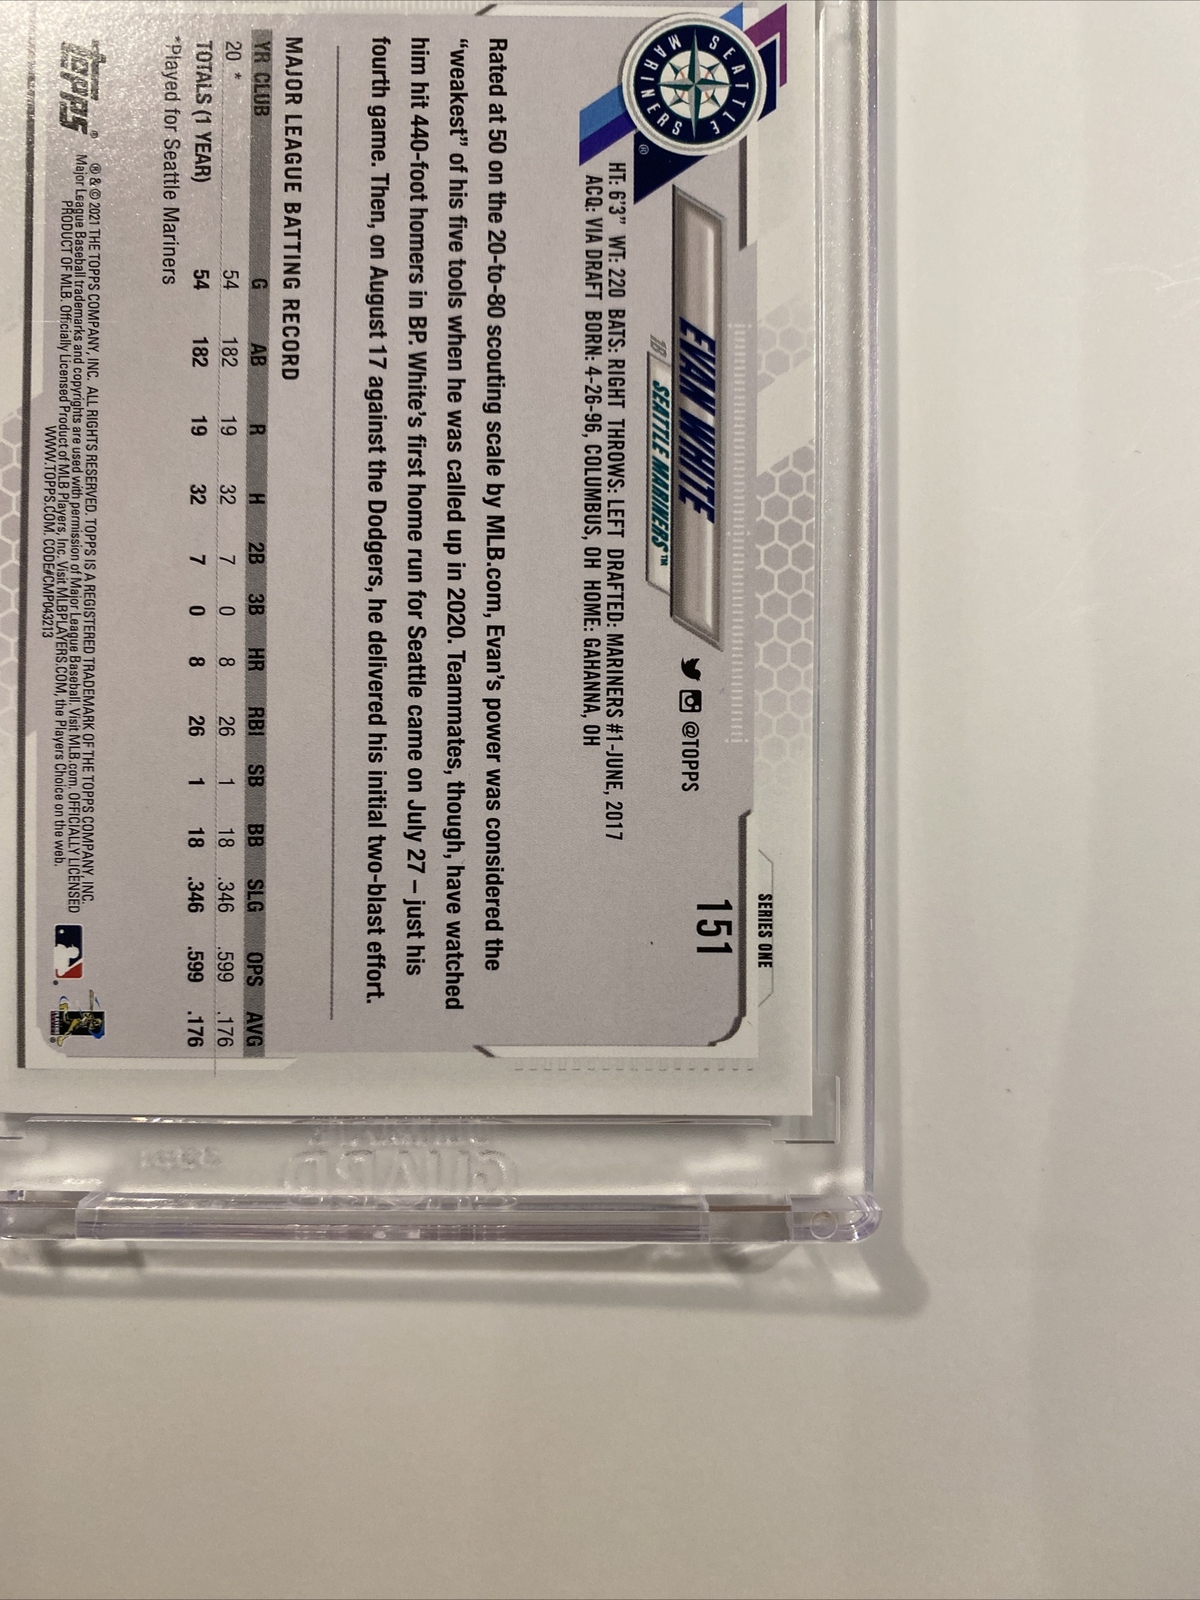 SERIES ONE
151
SEATTLE MARINERS
®
EVAN WHITE
@TOPPS
1B SEATTLE MARINERS™
HT: 6'3" WT: 220 BATS: RIGHT THROWS: LEFT DRAFTED: MARINERS #1-JUNE, 2017
ACQ: VIA DRAFT BORN: 4-26-96, COLUMBUS, OH HOME: GAHANNA, OH
Rated at 50 on the 20-to-80 scouting scale by MLB.com, Evan's power was considered the
"weakest" of his five tools when he was called up in 2020. Teammates, though, have watched
him hit 440-foot homers in BP. White's first home run for Seattle came on July 27 – just his
fourth game. Then, on August 17 against the Dodgers, he delivered his initial two-blast effort.
MAJOR LEAGUE BATTING RECORD
YR CLUB G AB R H 2B 3B HR RBI SB BB SLG OPS AVG
20 * 54 182 19 32 7 0 8 26 1 18 .346 .599 .176
TOTALS (1 YEAR) 54 182 19 32 7 0 8 26 1 18 .346 .599 .176
*Played for Seattle Mariners
Topps®
® & © 2021 THE TOPPS COMPANY, INC. ALL RIGHTS RESERVED. TOPPS IS A REGISTERED TRADEMARK OF THE TOPPS COMPANY, INC.
Major League Baseball trademarks and copyrights are used with permission of Major League Baseball. Visit MLB.com. OFFICIALLY LICENSED
PRODUCT OF MLB. Officially Licensed Product of MLB Players, Inc. Visit MLBPLAYERS.COM, the Players Choice on the web.
WWW.TOPPS.COM. CODE#CMP043213
GUARD